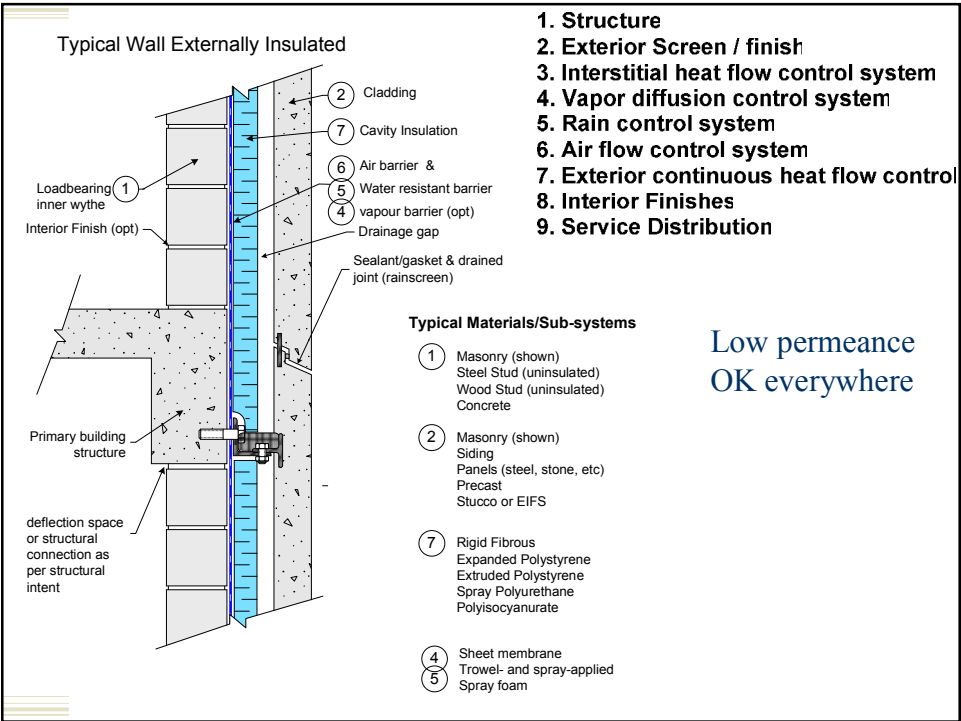 Typical Wall Externally Insulated
2 Cladding
7 Cavity Insulation
6 Air barrier &
5 Water resistant barrier
4 vapour barrier (opt)
Drainage gap
Sealant/gasket & drained
joint (rainscreen)
Loadbearing 1
inner wythe
Interior Finish (opt)
Primary building
structure
deflection space
or structural
connection as
per structural
intent
1. Structure
2. Exterior Screen / finish
3. Interstitial heat flow control system
4. Vapor diffusion control system
5. Rain control system
6. Air flow control system
7. Exterior continuous heat flow control
8. Interior Finishes
9. Service Distribution
Typical Materials/Sub-systems
1 Masonry (shown)
Steel Stud (uninsulated)
Wood Stud (uninsulated)
Concrete
2 Masonry (shown)
Siding
Panels (steel, stone, etc)
Precast
Stucco or EIFS
7 Rigid Fibrous
Expanded Polystyrene
Extruded Polystyrene
Spray Polyurethane
Polyisocyanurate
4 Sheet membrane
Trowel- and spray-applied
5 Spray foam
Low permeance
OK everywhere